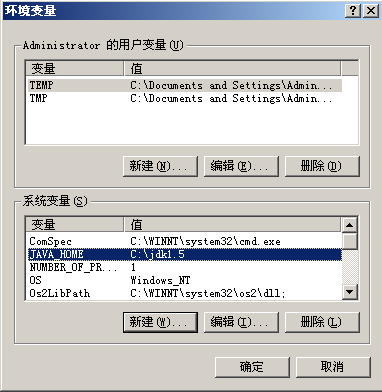 环境变量
Administrator 的用户变量(U)
变量 值
TEMP C:\Documents and Settings\Admin...
TMP C:\Documents and Settings\Admin...
新建(N)... 编辑(E)... 删除(D)
系统变量(S)
变量 值
ComSpec C:\WINNT\system32\cmd.exe
JAVA_HOME C:\jdk1.5
NUMBER_OF_PR... 1
OS Windows_NT
Os2LibPath C:\WINNT\system32\os2\dll;
新建(W)... 编辑(I)... 删除(L)
确定 取消